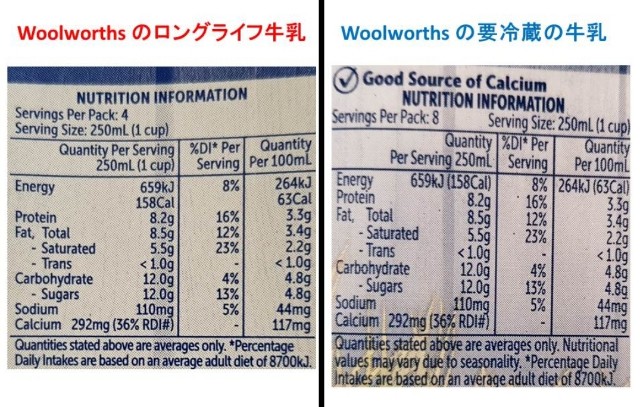 Woolworths のロングライフ牛乳
NUTRITION INFORMATION
Servings Per Pack: 4
Serving Size: 250mL (1 cup)
Quantity Per Serving %DI* Per Quantity
250mL (1 cup) Serving Per 100mL
Energy 659kJ 8% 264kJ
158Cal 63Cal
Protein 8.2g 16% 3.3g
Fat, Total 8.5g 12% 3.4g
- Saturated 5.5g 23% 2.2g
- Trans <1.0g - <1.0g
Carbohydrate 12.0g 4% 4.8g
- Sugars 12.0g 13% 4.8g
Sodium 110mg 5% 44mg
Calcium 292mg (36% RDI#) - 117mg
Quantities stated above are averages only. *Percentage
Daily Intakes are based on an average adult diet of 8700kJ.
Woolworths の要冷蔵の牛乳
Good Source of Calcium
NUTRITION INFORMATION
Servings Per Pack: 8 Serving Size: 250mL (1 cup)
Quantity %DI* Per Quantity
Per Serving 250mL Serving Per 100mL
Energy 659kJ (158Cal) 8% 264kJ (63Cal)
Protein 8.2g 16% 3.3g
Fat, Total 8.5g 12% 3.4g
- Saturated 5.5g 23% 2.2g
- Trans <1.0g - <1.0g
Carbohydrate 12.0g 4% 4.8g
- Sugars 12.0g 13% 4.8g
Sodium 110mg 5% 44mg
Calcium 292mg (36% RDI#) - 117mg
Quantities stated above are averages only. Nutritional
values may vary due to seasonality. *Percentage Daily
Intakes are based on an average adult diet of 8700kJ.